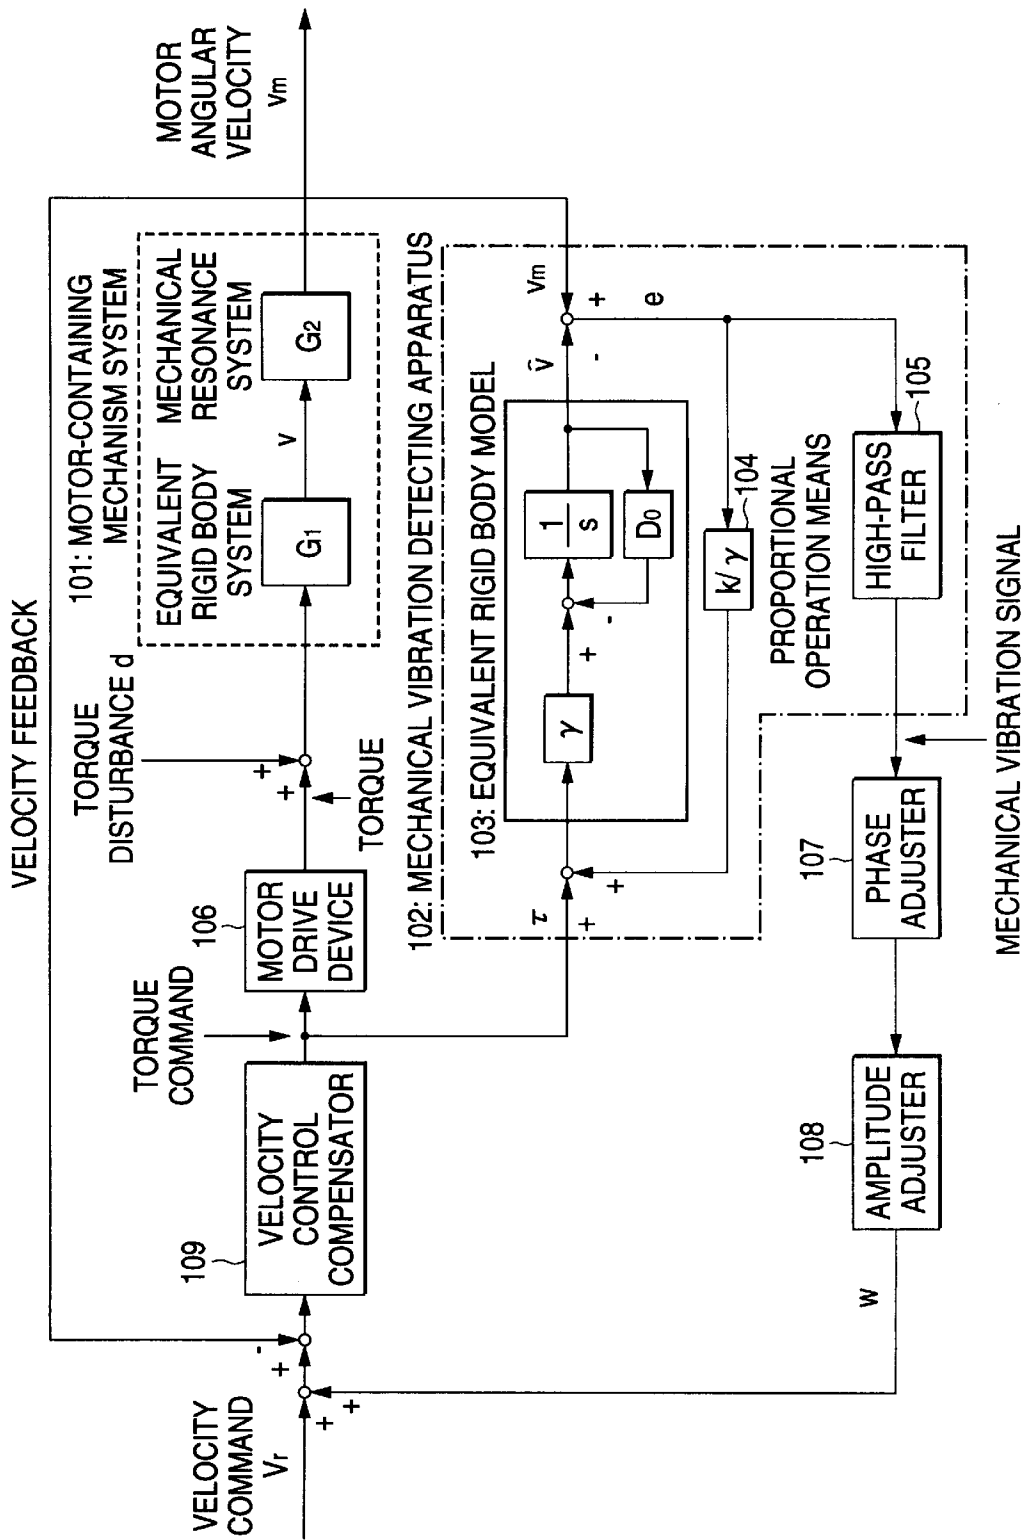 VELOCITY FEEDBACK
VELOCITY
COMMAND
Vr
+
+
+
-
109
VELOCITY
CONTROL
COMPENSATOR
TORQUE
COMMAND
106
MOTOR
DRIVE
DEVICE
TORQUE
DISTURBANCE d
+
+
TORQUE
101: MOTOR-CONTAINING
MECHANISM SYSTEM
EQUIVALENT
RIGID BODY
SYSTEM
G1
v
MECHANICAL
RESONANCE
SYSTEM
G2
MOTOR
ANGULAR
VELOCITY
vm
102: MECHANICAL VIBRATION DETECTING APPARATUS
τ
+
+
103: EQUIVALENT RIGID BODY MODEL
γ
+
-
1
s
D0
v̂
-
+
vm
e
k/γ
104
PROPORTIONAL
OPERATION MEANS
HIGH-PASS
FILTER
105
MECHANICAL VIBRATION SIGNAL
107
PHASE
ADJUSTER
108
AMPLITUDE
ADJUSTER
w